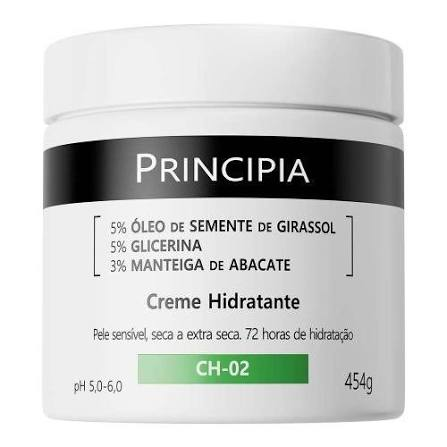 PRINCIPIA
5% ÓLEO DE SEMENTE DE GIRASSOL
5% GLICERINA
3% MANTEIGA DE ABACATE
Creme Hidratante
Pele sensível, seca a extra seca. 72 horas de hidratação
CH-02
pH 5,0-6,0
454g